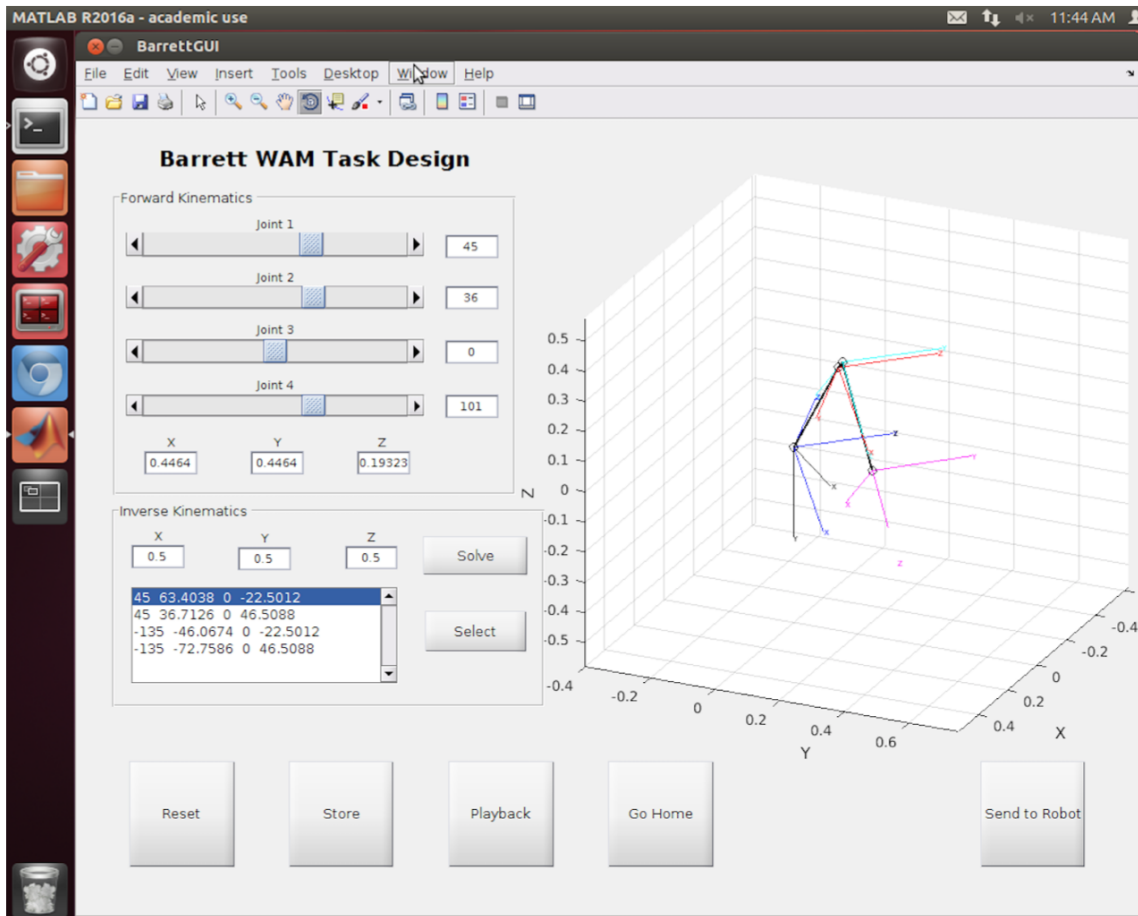 MATLAB R2016a - academic use
11:44 AM
BarrettGUI
File Edit View Insert Tools Desktop Window Help
Barrett WAM Task Design
Forward Kinematics
Joint 1
45
Joint 2
36
Joint 3
0
Joint 4
101
X Y Z
0.4464 0.4464 0.19323
Inverse Kinematics
X Y Z
0.5 0.5 0.5
Solve
45 63.4038 0 -22.5012
45 36.7126 0 46.5088
-135 -46.0674 0 -22.5012
-135 -72.7586 0 46.5088
Select
Z
0.5
0.4
0.3
0.2
0.1
0
-0.1
-0.2
-0.3
-0.4
-0.5
-0.4 -0.2 0 0.2 0.4 0.6
Y
0.4 0.2 0 -0.2 -0.4
X
Reset
Store
Playback
Go Home
Send to Robot